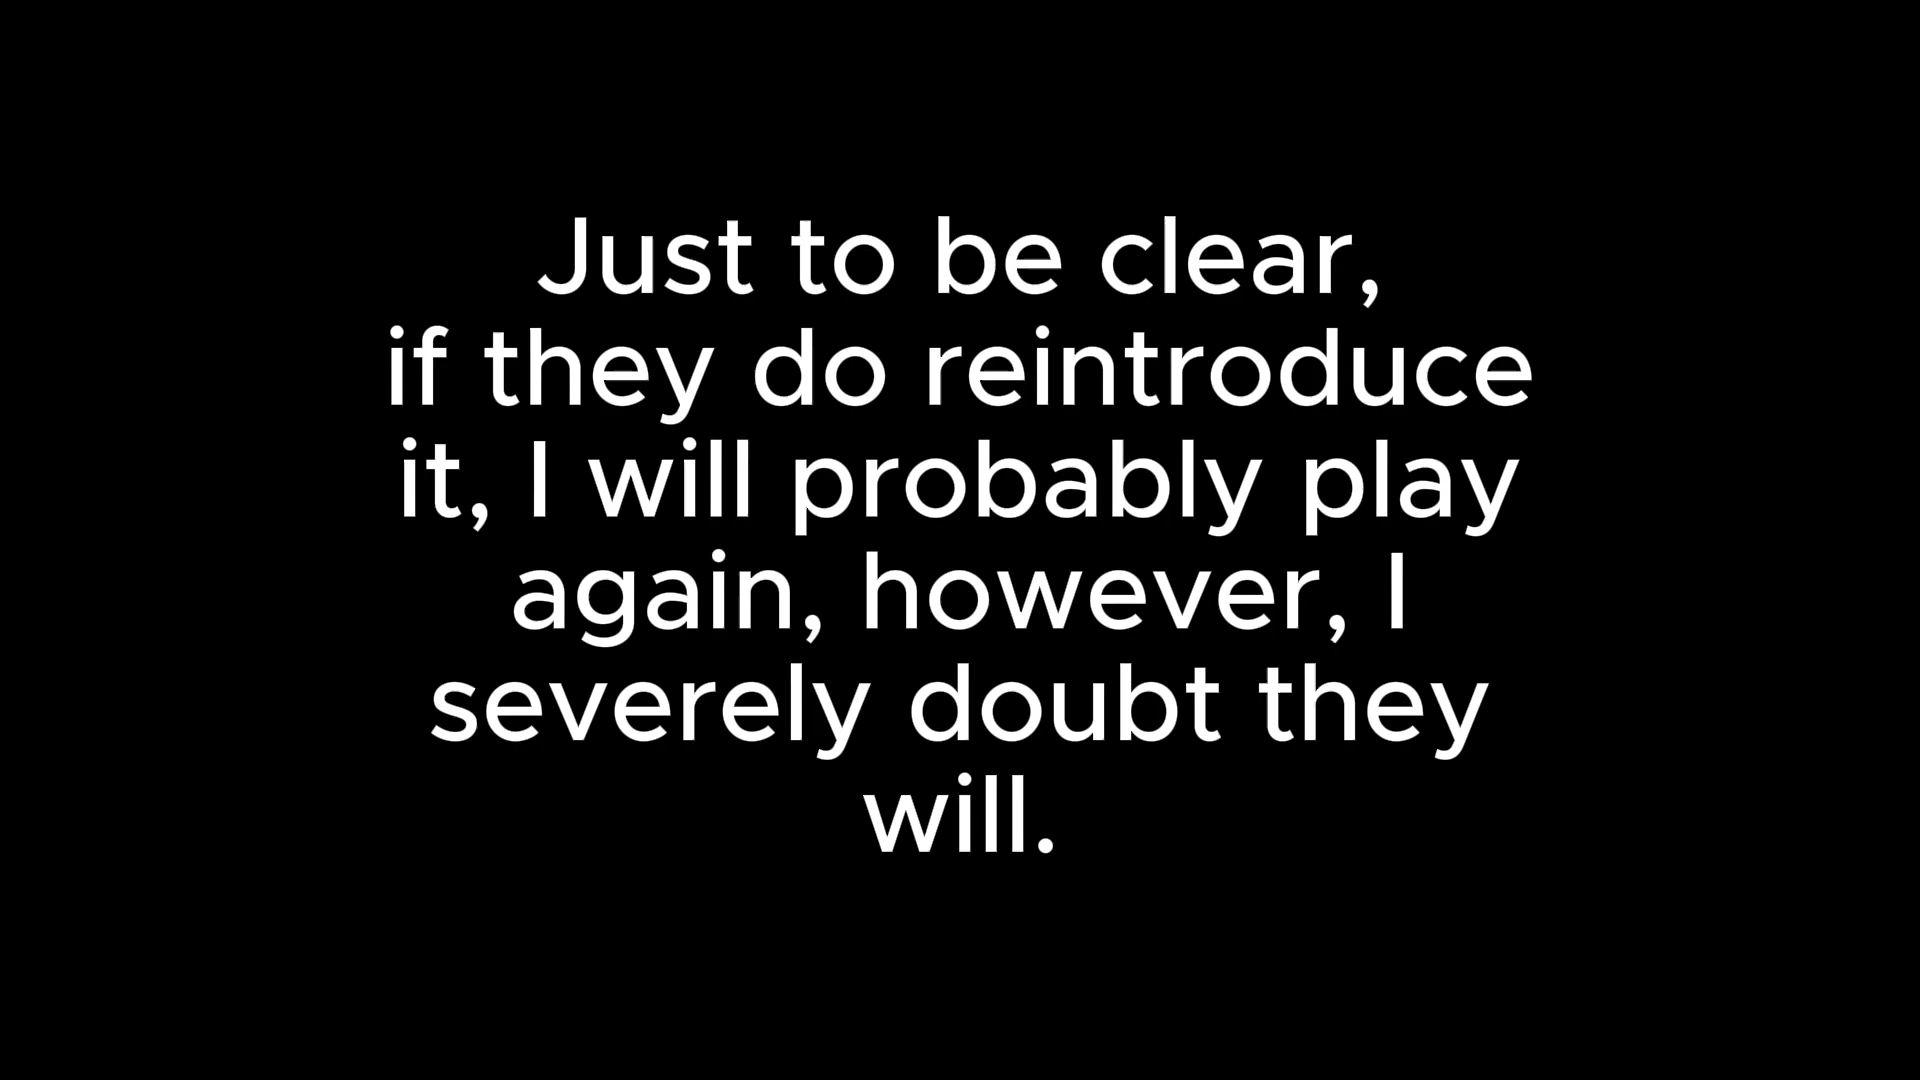 Just to be clear,
if they do reintroduce
it, I will probably play
again, however, I
severely doubt they
will.